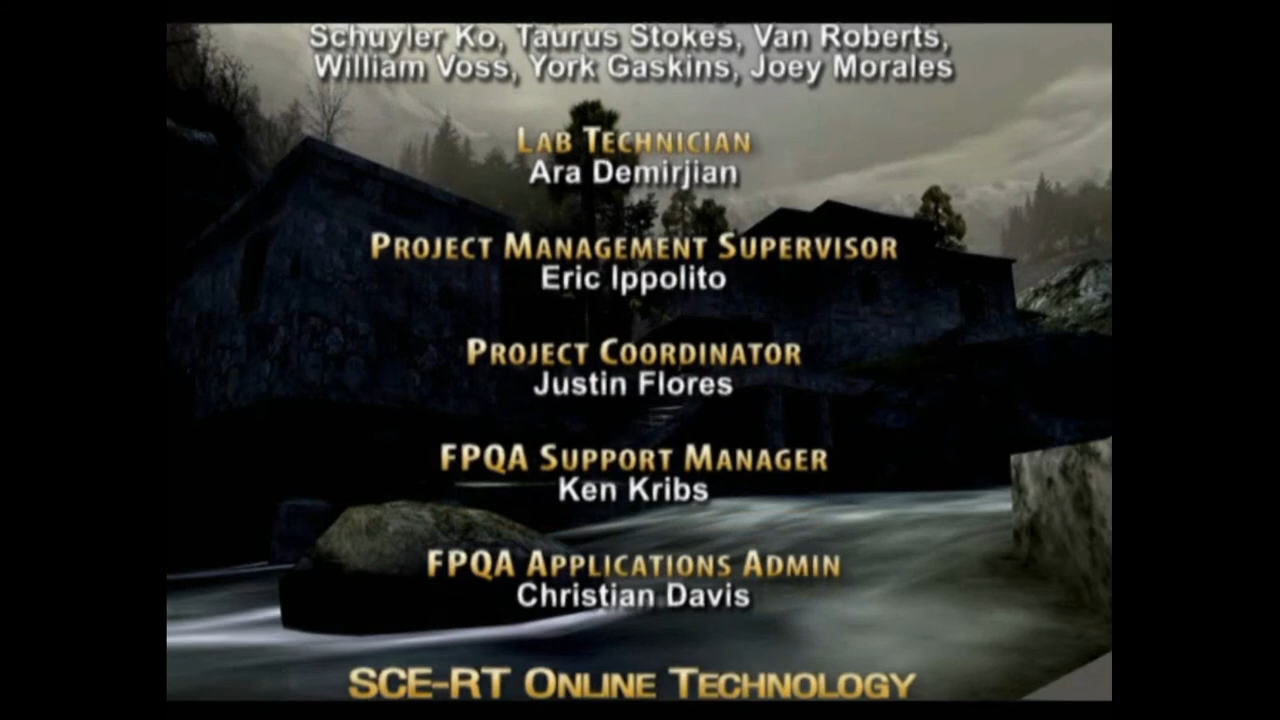 Schuyler Ko, Taurus Stokes, Van Roberts,
William Voss, York Gaskins, Joey Morales
LAB TECHNICIAN
Ara Demirjian
PROJECT MANAGEMENT SUPERVISOR
Eric Ippolito
PROJECT COORDINATOR
Justin Flores
FPQA SUPPORT MANAGER
Ken Kribs
FPQA APPLICATIONS ADMIN
Christian Davis
SCE-RT ONLINE TECHNOLOGY